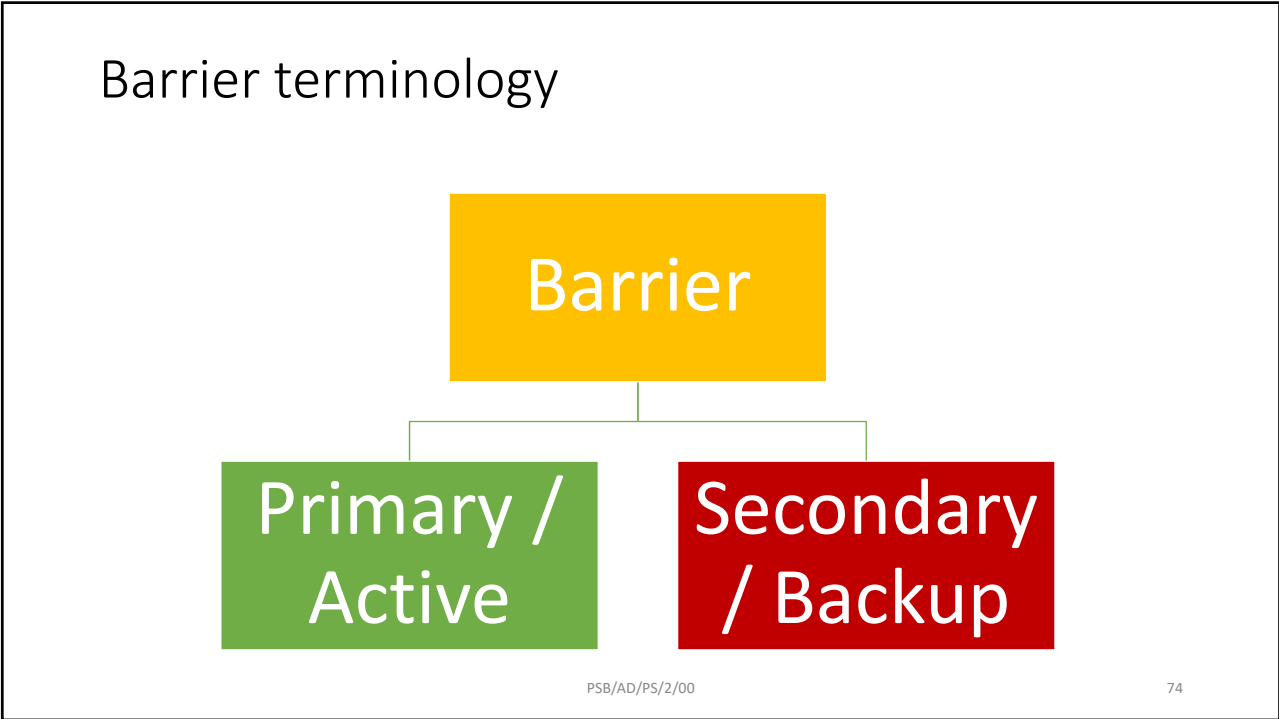 Barrier terminology
Barrier
Primary /
Active
Secondary
/ Backup
PSB/AD/PS/2/00
74